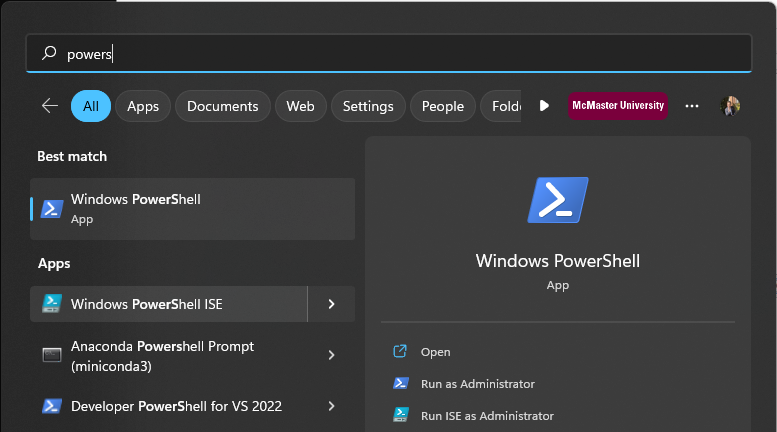 powers
All Apps Documents Web Settings People Folde McMaster University ...
Best match
Windows PowerShell
App
Apps
Windows PowerShell ISE
Anaconda Powershell Prompt
(miniconda3)
Developer PowerShell for VS 2022
Windows PowerShell
App
Open
Run as Administrator
Run ISE as Administrator